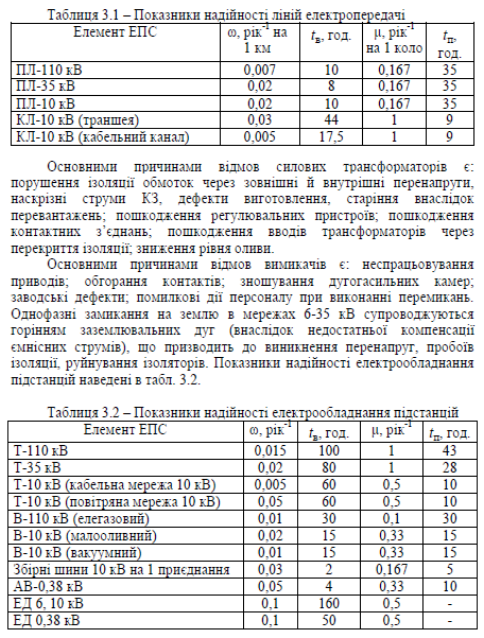 Таблиця 3.1 – Показники надійності ліній електропередачі
Елемент ЕПС ω, рік⁻¹ на 1 км tв, год. μ, рік⁻¹ на 1 коло tп, год.
ПЛ-110 кВ 0,007 10 0,167 35
ПЛ-35 кВ 0,02 8 0,167 35
ПЛ-10 кВ 0,02 10 0,167 35
КЛ-10 кВ (траншея) 0,03 44 1 9
КЛ-10 кВ (кабельний канал) 0,005 17,5 1 9
Основними причинами відмов силових трансформаторів є:
порушення ізоляції обмоток через зовнішні й внутрішні перенапруги,
наскрізні струми КЗ, дефекти виготовлення, старіння внаслідок
перевантажень; пошкодження регулювальних пристроїв; пошкодження
контактних з’єднань; пошкодження вводів трансформаторів через
перекриття ізоляції; зниження рівня оливи.
Основними причинами відмов вимикачів є: неспрацьовування
приводів; обгорання контактів; зношування дугогасильних камер;
заводські дефекти; помилкові дії персоналу при виконанні перемикань.
Однофазні замикання на землю в мережах 6-35 кВ супроводжуються
горінням заземлювальних дуг (внаслідок недостатньої компенсації
ємнісних струмів), що призводить до виникнення перенапруг, пробоїв
ізоляції, руйнування ізоляторів. Показники надійності електрообладнання
підстанцій наведені в табл. 3.2.
Таблиця 3.2 – Показники надійності електрообладнання підстанцій
Елемент ЕПС ω, рік⁻¹ tв, год. μ, рік⁻¹ tп, год.
Т-110 кВ 0,015 100 1 43
Т-35 кВ 0,02 80 1 28
Т-10 кВ (кабельна мережа 10 кВ) 0,005 60 0,5 10
Т-10 кВ (повітряна мережа 10 кВ) 0,05 60 0,5 10
В-110 кВ (елегазовий) 0,01 30 0,1 30
В-10 кВ (малооливний) 0,02 15 0,33 15
В-10 кВ (вакуумний) 0,01 15 0,33 15
Збірні шини 10 кВ на 1 приєднання 0,03 2 0,167 5
АВ-0,38 кВ 0,05 4 0,33 10
ЕД 6, 10 кВ 0,1 160 0,5 -
ЕД 0,38 кВ 0,1 50 0,5 -